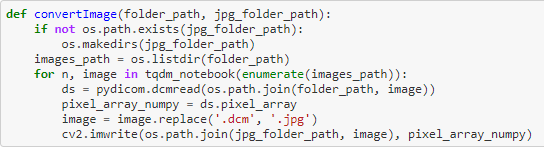 def convertImage(folder_path, jpg_folder_path):
    if not os.path.exists(jpg_folder_path):
        os.makedirs(jpg_folder_path)
    images_path = os.listdir(folder_path)
    for n, image in tqdm_notebook(enumerate(images_path)):
        ds = pydicom.dcmread(os.path.join(folder_path, image))
        pixel_array_numpy = ds.pixel_array
        image = image.replace('.dcm', '.jpg')
        cv2.imwrite(os.path.join(jpg_folder_path, image), pixel_array_numpy)